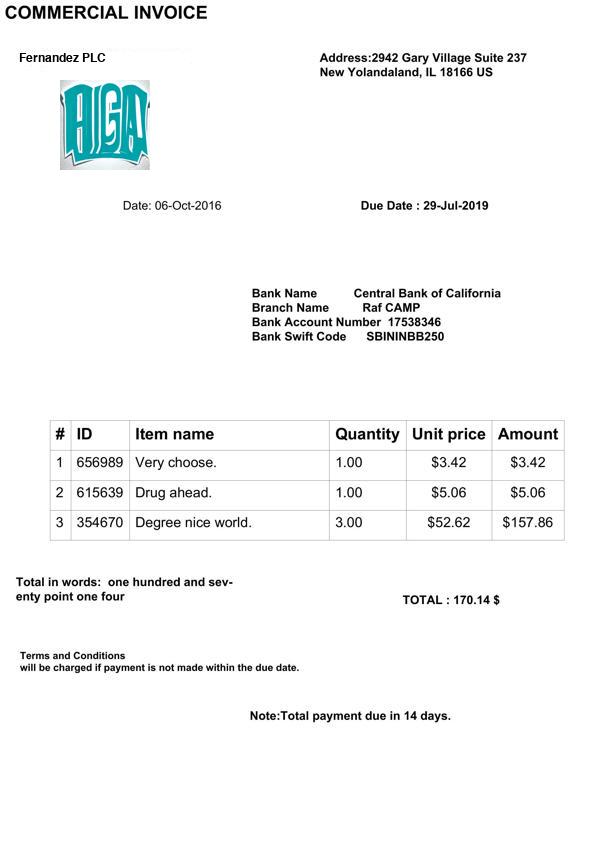 COMMERCIAL INVOICE
Fernandez PLC
Address:2942 Gary Village Suite 237
New Yolandaland, IL 18166 US
Date: 06-Oct-2016
Due Date : 29-Jul-2019
Bank Name Central Bank of California
Branch Name Raf CAMP
Bank Account Number 17538346
Bank Swift Code SBININBB250
# ID Item name Quantity Unit price Amount
1 656989 Very choose. 1.00 $3.42 $3.42
2 615639 Drug ahead. 1.00 $5.06 $5.06
3 354670 Degree nice world. 3.00 $52.62 $157.86
Total in words: one hundred and sev-
enty point one four
TOTAL : 170.14 $
Terms and Conditions
will be charged if payment is not made within the due date.
Note:Total payment due in 14 days.